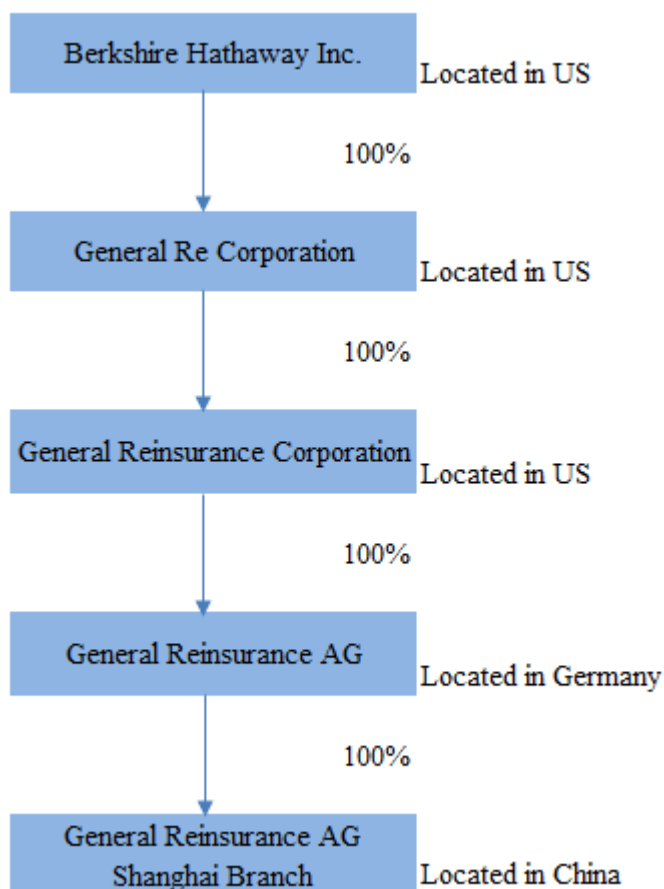 Berkshire Hathaway Inc.
Located in US
100%
General Re Corporation
Located in US
100%
General Reinsurance Corporation
Located in US
100%
General Reinsurance AG
Located in Germany
100%
General Reinsurance AG
Shanghai Branch
Located in China